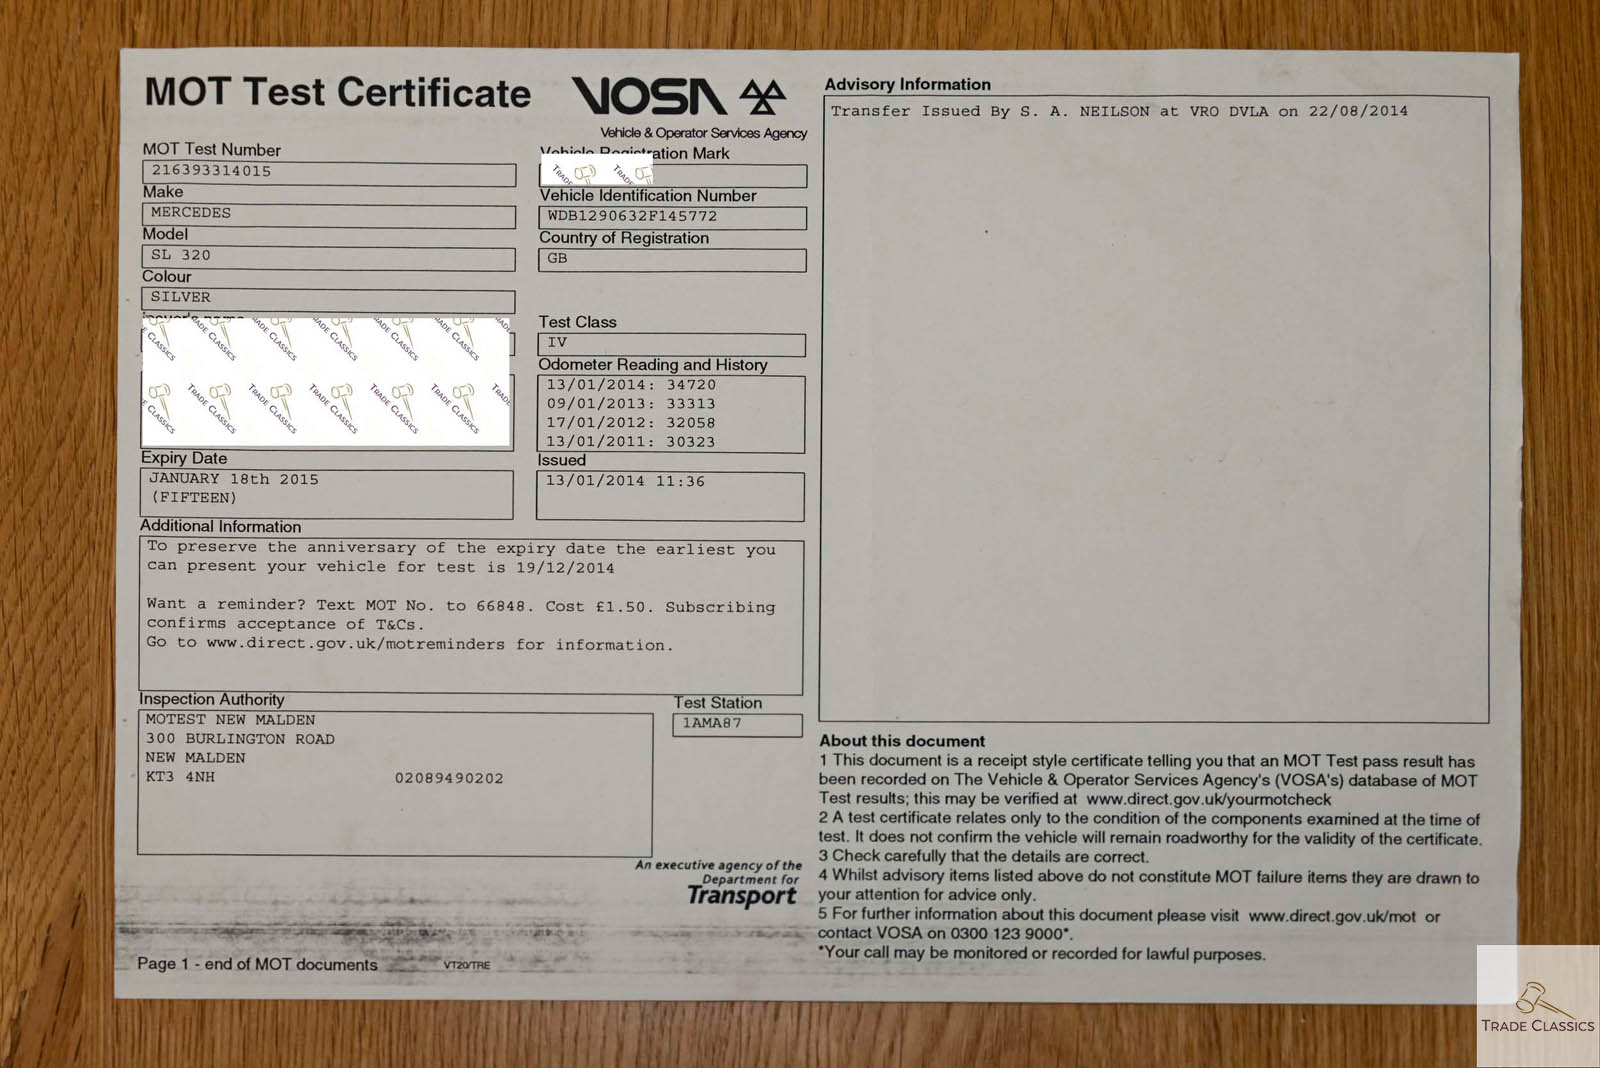 MOT Test Certificate
VOSA
Vehicle & Operator Services Agency
MOT Test Number
216393314015
Make
MERCEDES
Model
SL 320
Colour
SILVER
Vehicle Registration Mark
TRADE CLASSICS
Vehicle Identification Number
WDB1290632F145772
Country of Registration
GB
Test Class
IV
Odometer Reading and History
13/01/2014: 34720
09/01/2013: 33313
17/01/2012: 32058
13/01/2011: 30323
Expiry Date
JANUARY 18th 2015
(FIFTEEN)
Issued
13/01/2014 11:36
Additional Information
To preserve the anniversary of the expiry date the earliest you
can present your vehicle for test is 19/12/2014
Want a reminder? Text MOT No. to 66848. Cost £1.50. Subscribing
confirms acceptance of T&Cs.
Go to www.direct.gov.uk/motreminders for information.
Inspection Authority
MOTEST NEW MALDEN
300 BURLINGTON ROAD
NEW MALDEN
KT3 4NH 02089490202
Test Station
1AMA87
An executive agency of the
Department for
Transport
Page 1 - end of MOT documents VT20/TRE
Advisory Information
Transfer Issued By S. A. NEILSON at VRO DVLA on 22/08/2014
About this document
1 This document is a receipt style certificate telling you that an MOT Test pass result has
been recorded on The Vehicle & Operator Services Agency's (VOSA's) database of MOT
Test results; this may be verified at www.direct.gov.uk/yourmotcheck
2 A test certificate relates only to the condition of the components examined at the time of
test. It does not confirm the vehicle will remain roadworthy for the validity of the certificate.
3 Check carefully that the details are correct.
4 Whilst advisory items listed above do not constitute MOT failure items they are drawn to
your attention for advice only.
5 For further information about this document please visit www.direct.gov.uk/mot or
contact VOSA on 0300 123 9000*.
*Your call may be monitored or recorded for lawful purposes.
TRADE CLASSICS